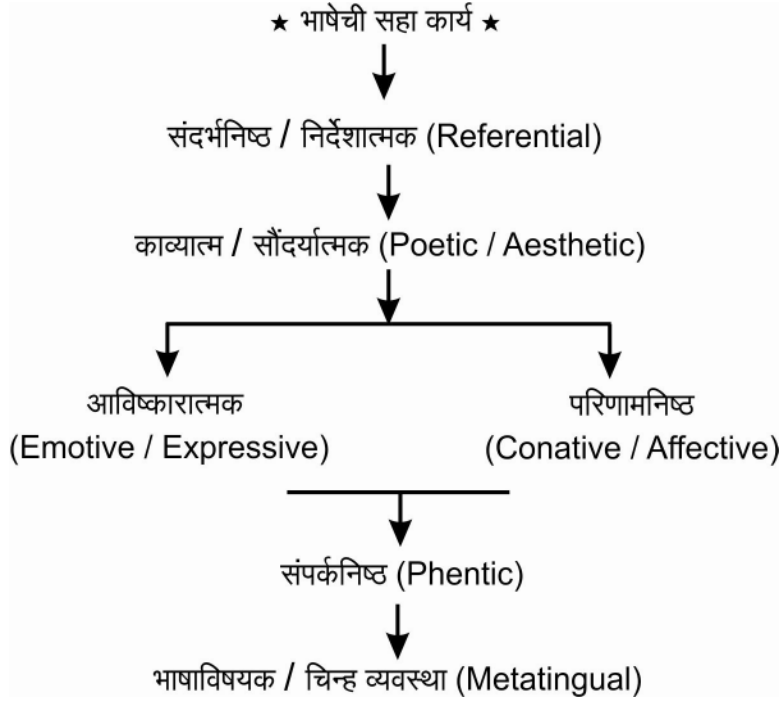 ★ भाषेची सहा कार्य ★
संदर्भनिष्ठ / निर्देशात्मक (Referential)
काव्यात्म / सौंदर्यात्मक (Poetic / Aesthetic)
आविष्कारात्मक
(Emotive / Expressive)
परिणामनिष्ठ
(Conative / Affective)
संपर्कनिष्ठ (Phentic)
भाषाविषयक / चिन्ह व्यवस्था (Metatingual)